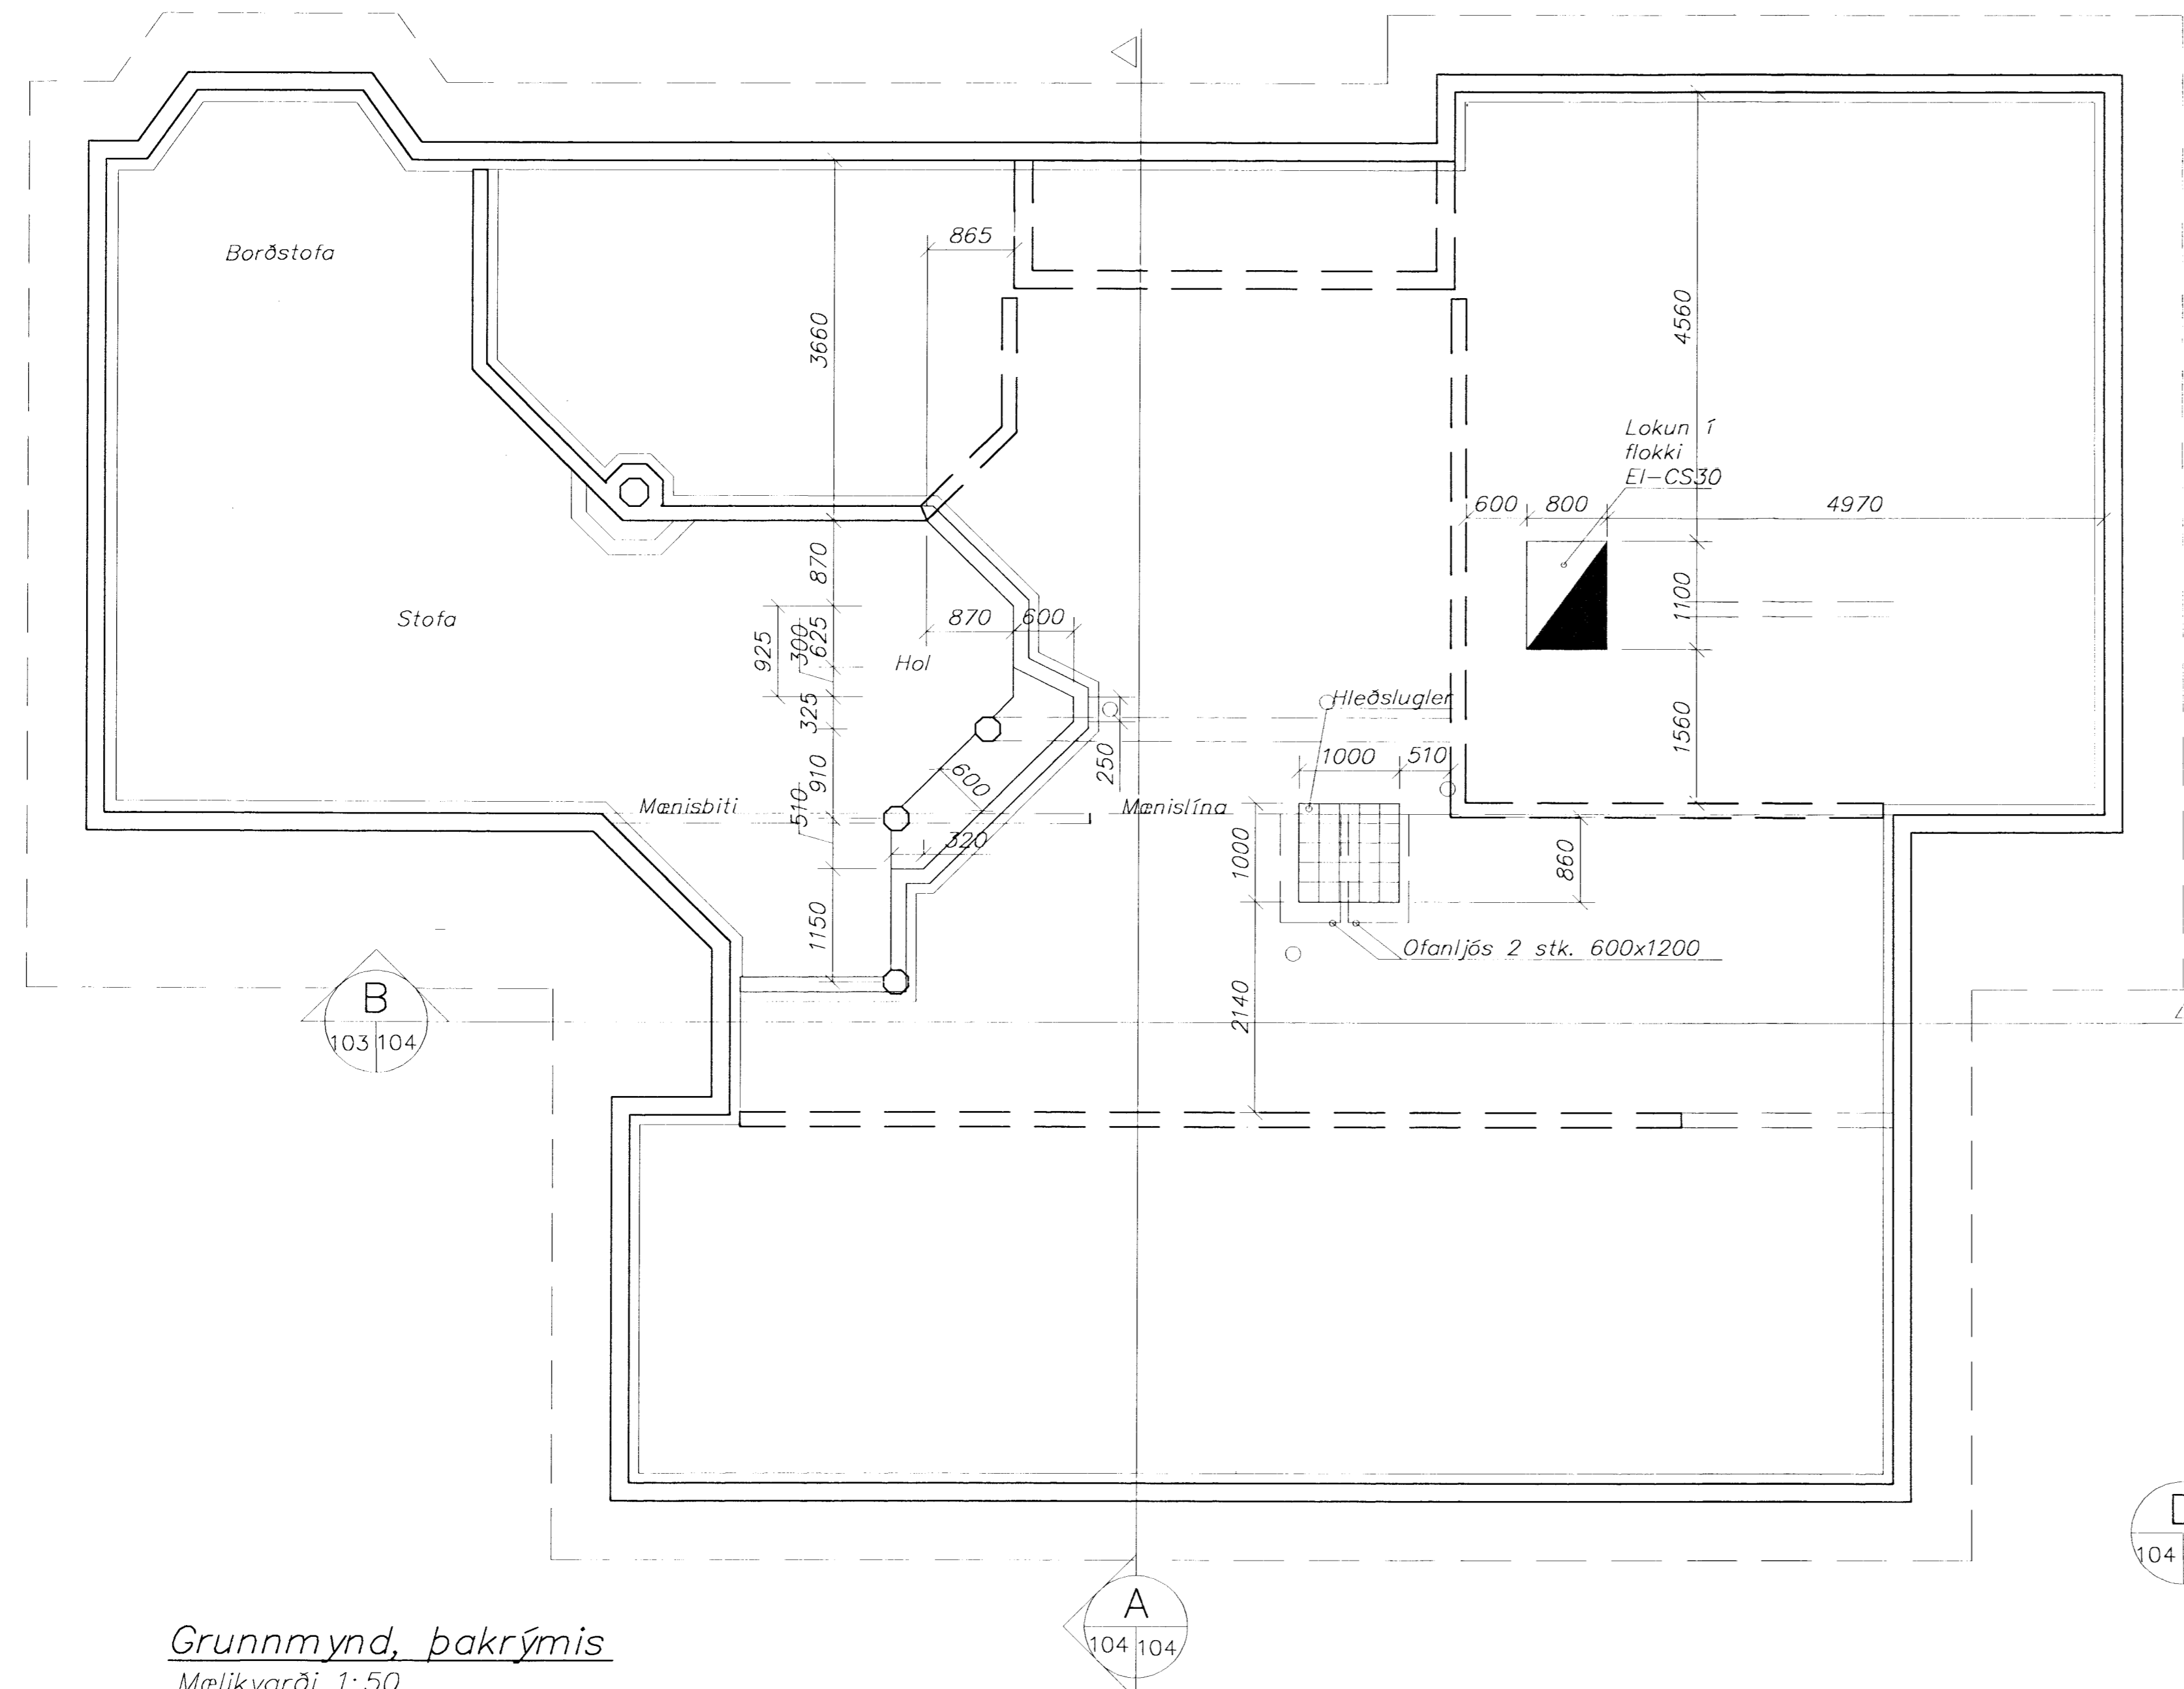 Borðstofa
865
3660
4560
Lokun í
flokki
EI-CS30
600
800
4970
870
1100
Stofa
925
300
625
870
600
Hol
325
Hleðslugler
250
1560
1000
510
910
600
Mænisbiti
510
Mænislína
320
1000
860
1150
Ofanljós 2 stk. 600x1200
2140
B
103 104
104
A
104 104
Grunnmynd, þakrýmis
Mælikvarði 1:50